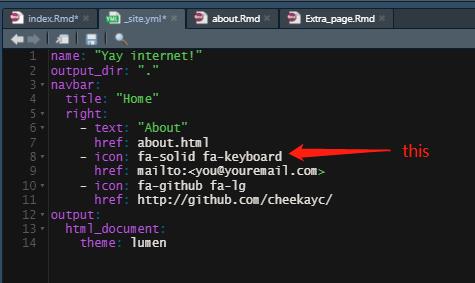 index.Rmd* × _site.yml* × about.Rmd × Extra_page.Rmd ×
1 name: "Yay internet!"
2 output_dir: "."
3 navbar:
4 title: "Home"
5 right:
6 - text: "About"
7 href: about.html
8 - icon: fa-solid fa-keyboard
this
9 href: mailto:<you@youremail.com>
10 - icon: fa-github fa-lg
11 href: http://github.com/cheekayc/
12 output:
13 html_document:
14 theme: lumen